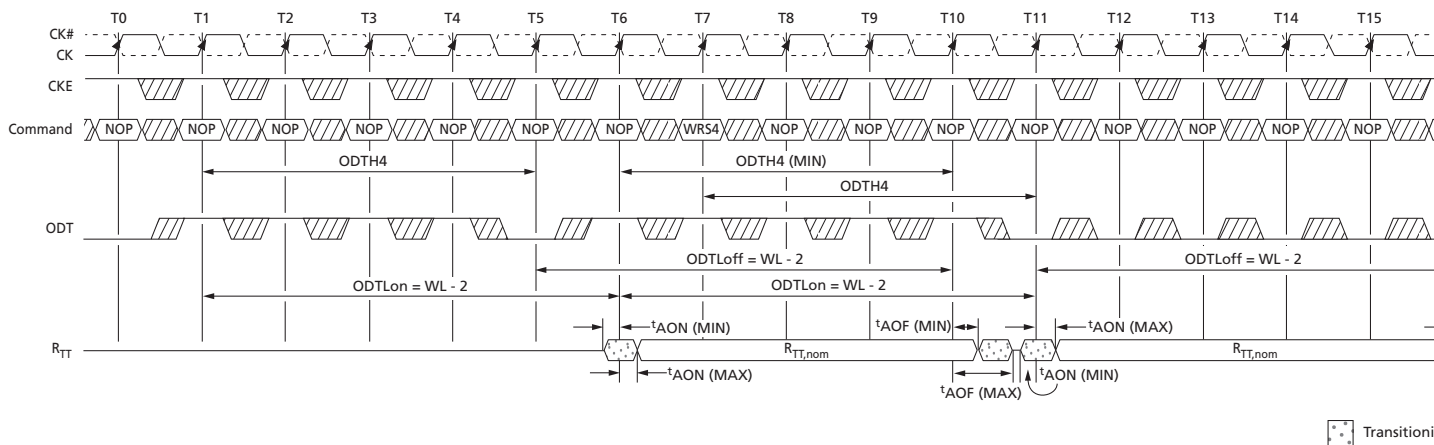 T0 T1 T2 T3 T4 T5 T6 T7 T8 T9 T10 T11 T12 T13 T14 T15
CK#
CK
CKE
Command NOP NOP NOP NOP NOP NOP NOP WRS4 NOP NOP NOP NOP NOP NOP NOP NOP
ODTH4 ODTH4 (MIN)
ODTH4
ODT
ODTLoff = WL - 2 ODTLoff = WL - 2
ODTLon = WL - 2 ODTLon = WL - 2
tAON (MIN) tAOF (MIN) tAON (MAX)
RTT RTT,nom RTT,nom
tAON (MAX) tAOF (MAX) tAON (MIN)
Transitioni